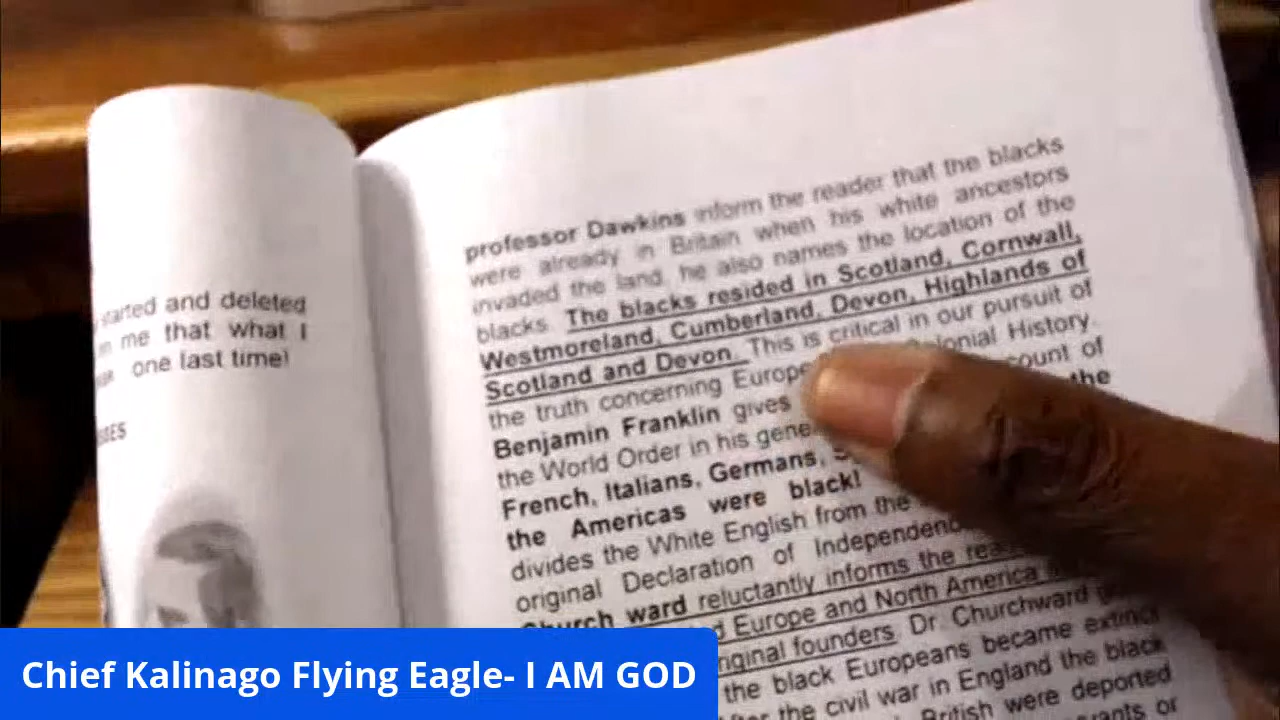 started and deleted
me that what I
one last time!
professor Dawkins inform the reader that the blacks
were already in Britain when his white ancestors
invaded the land, he also names the location of the
blacks. The blacks resided in Scotland, Cornwall,
Westmoreland, Cumberland, Devon, Highlands of
Scotland and Devon. This is critical in our pursuit of
the truth concerning History.
Benjamin Franklin gives of
the World Order in his the
French, Italians, Germans,
the Americas were black!
divides the White English from the
original Declaration of
Church ward reluctantly informs the
Europe and North America
founders. Dr. Churchward
the black Europeans became extinct
the civil war in England the black
British were deported
or
Chief Kalinago Flying Eagle- I AM GOD